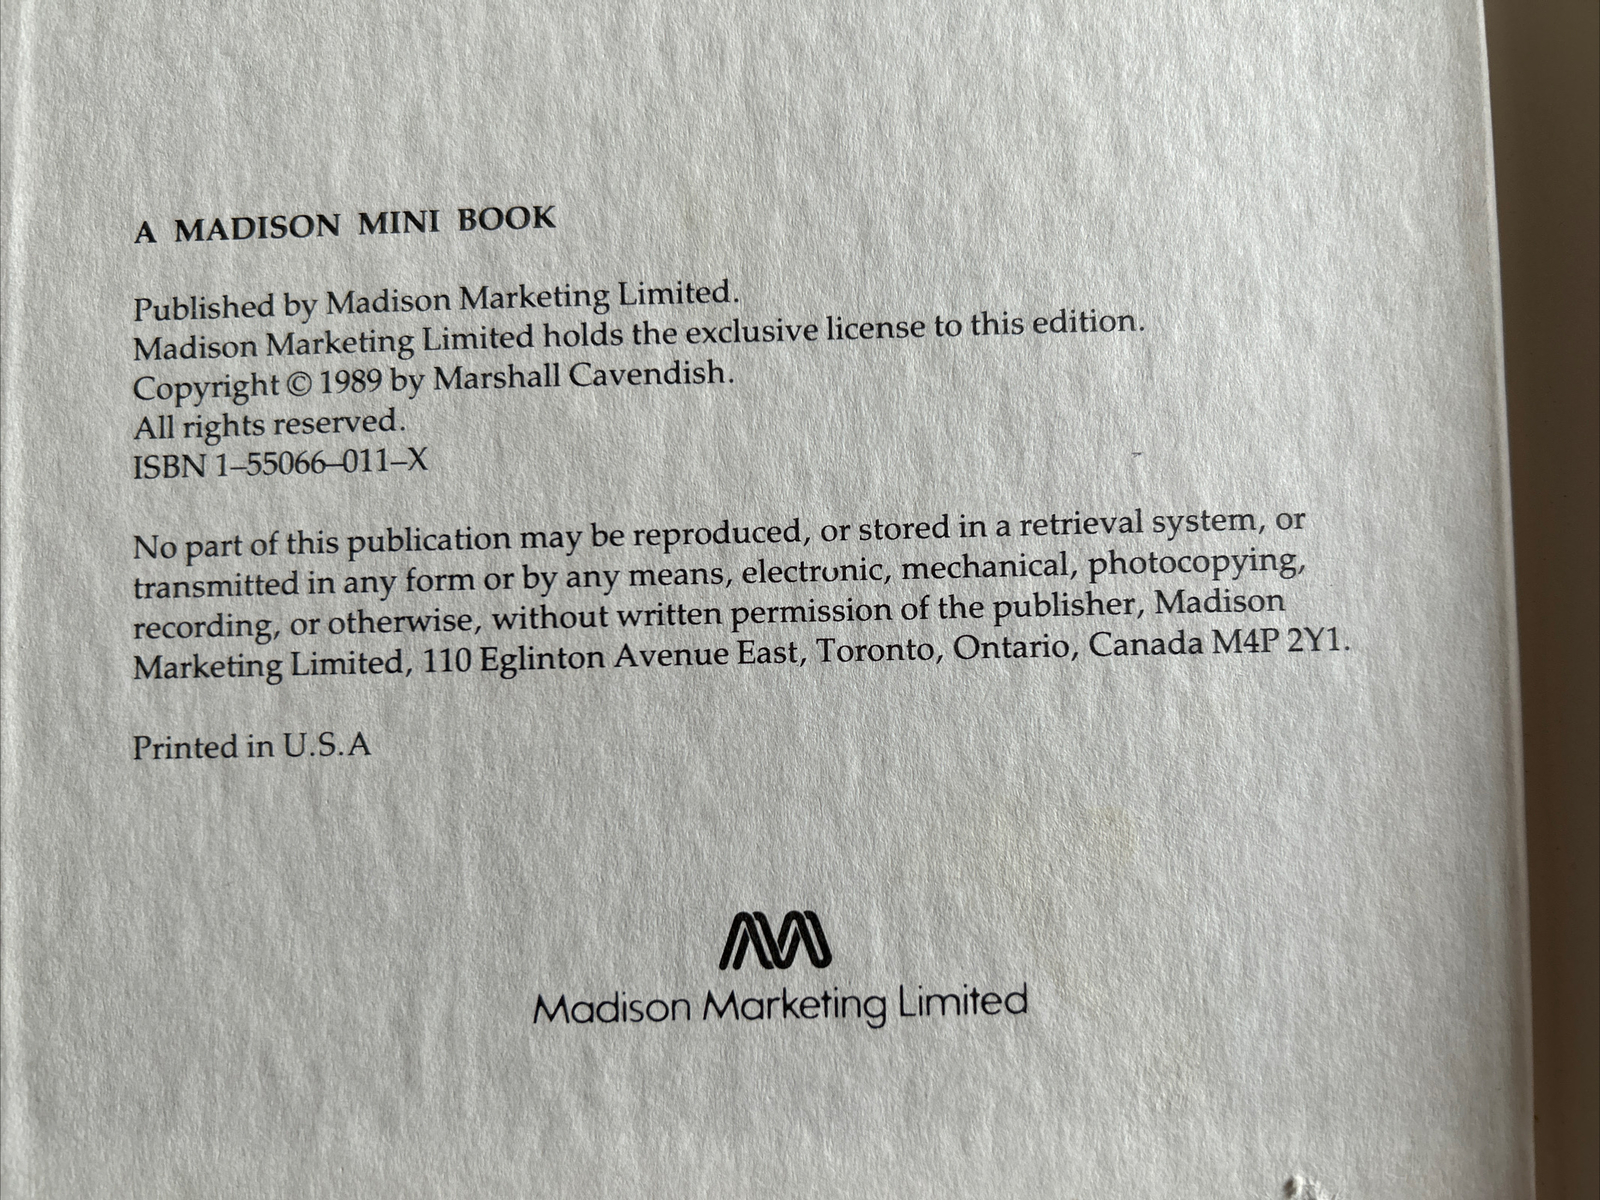 A MADISON MINI BOOK
Published by Madison Marketing Limited.
Madison Marketing Limited holds the exclusive license to this edition.
Copyright © 1989 by Marshall Cavendish.
All rights reserved.
ISBN 1–55066–011–X
No part of this publication may be reproduced, or stored in a retrieval system, or
transmitted in any form or by any means, electronic, mechanical, photocopying,
recording, or otherwise, without written permission of the publisher, Madison
Marketing Limited, 110 Eglinton Avenue East, Toronto, Ontario, Canada M4P 2Y1.
Printed in U.S.A
Madison Marketing Limited